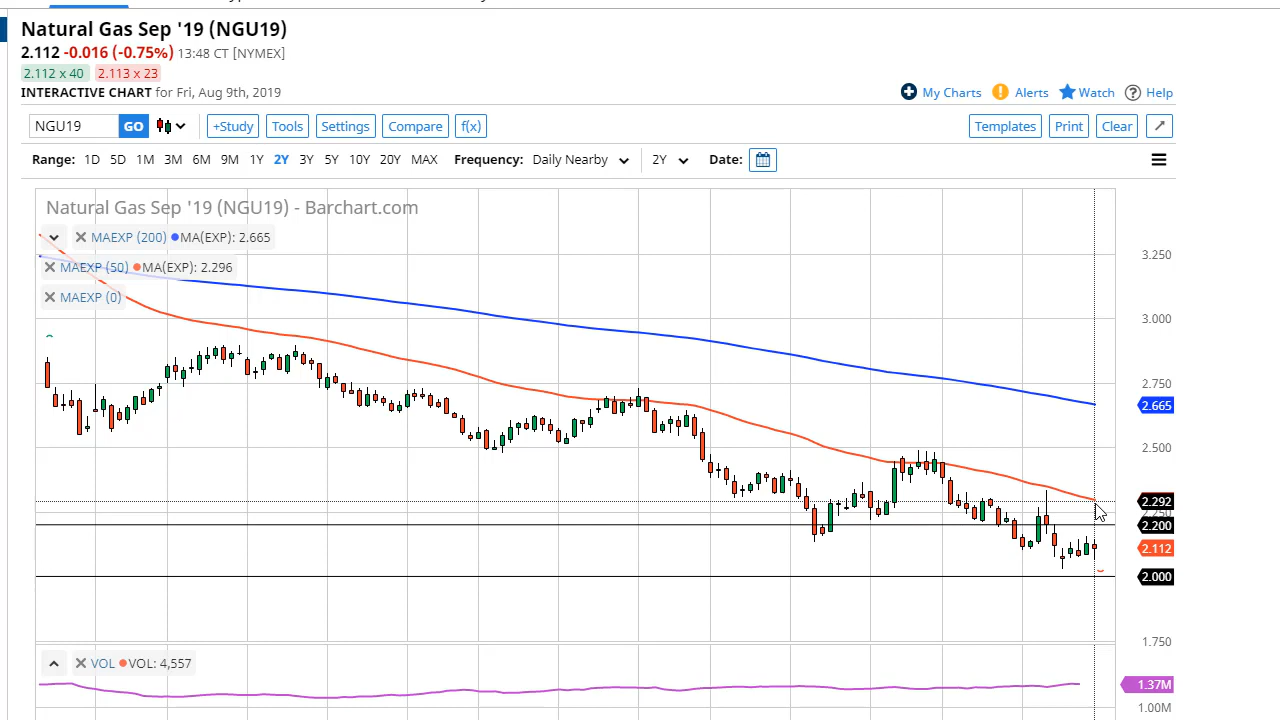 Natural Gas Sep '19 (NGU19)
2.112 -0.016 (-0.75%) 13:48 CT [NYMEX]
2.112 x 40 2.113 x 23
INTERACTIVE CHART for Fri, Aug 9th, 2019
My Charts Alerts Watch Help
NGU19 GO +Study Tools Settings Compare f(x) Templates Print Clear
Range: 1D 5D 1M 3M 6M 9M 1Y 2Y 3Y 5Y 10Y 20Y MAX Frequency: Daily Nearby 2Y Date:
Natural Gas Sep '19 (NGU19) - Barchart.com
MAEXP (200) MA(EXP): 2.665
MAEXP (50) MA(EXP): 2.296
MAEXP (0)
3.250
3.000
2.750
2.665
2.500
2.292
2.250
2.200
2.112
2.000
1.750
VOL VOL: 4,557
1.37M
1.00M